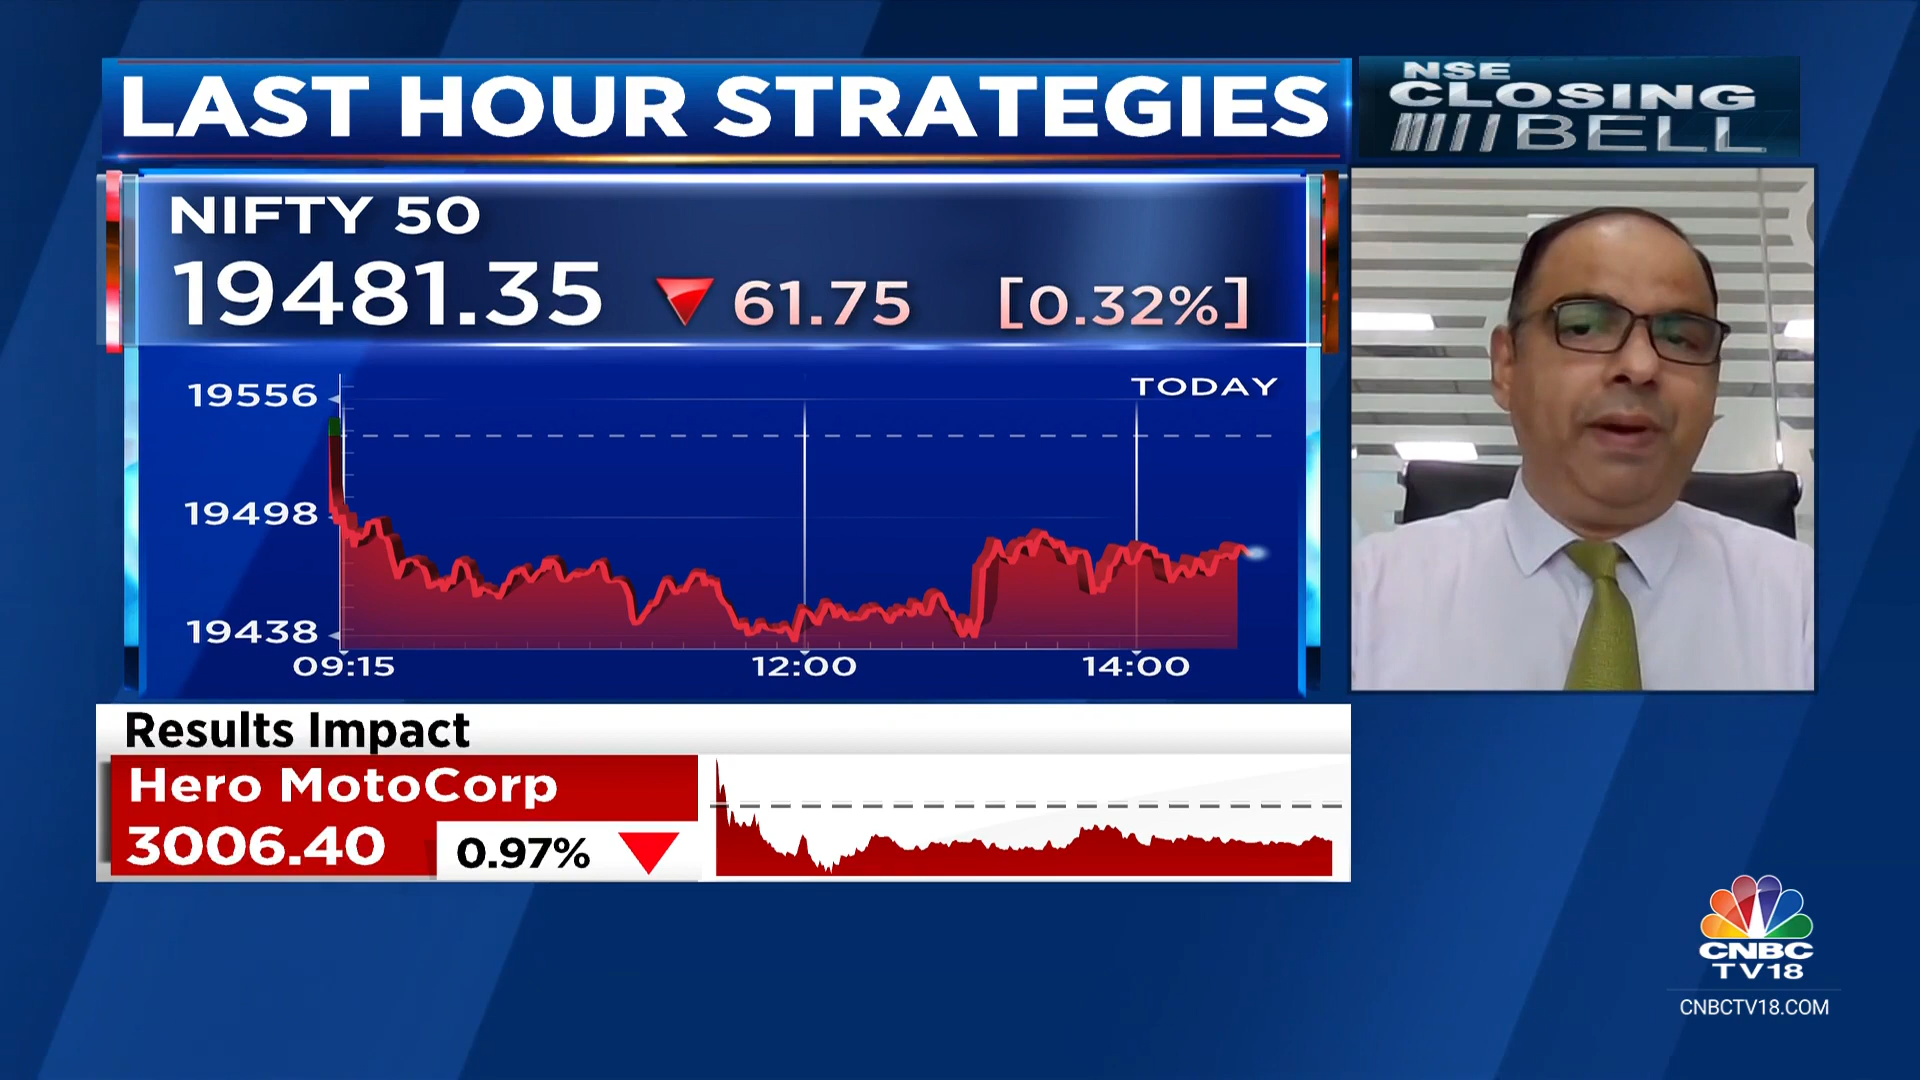 LAST HOUR STRATEGIES
NSE
CLOSING
BELL
NIFTY 50
19481.35 ▼ 61.75 [0.32%]
TODAY
19556
19498
19438
09:15 12:00 14:00
Results Impact
Hero MotoCorp
3006.40 0.97% ▼
CNBC
TV18
CNBCTV18.COM